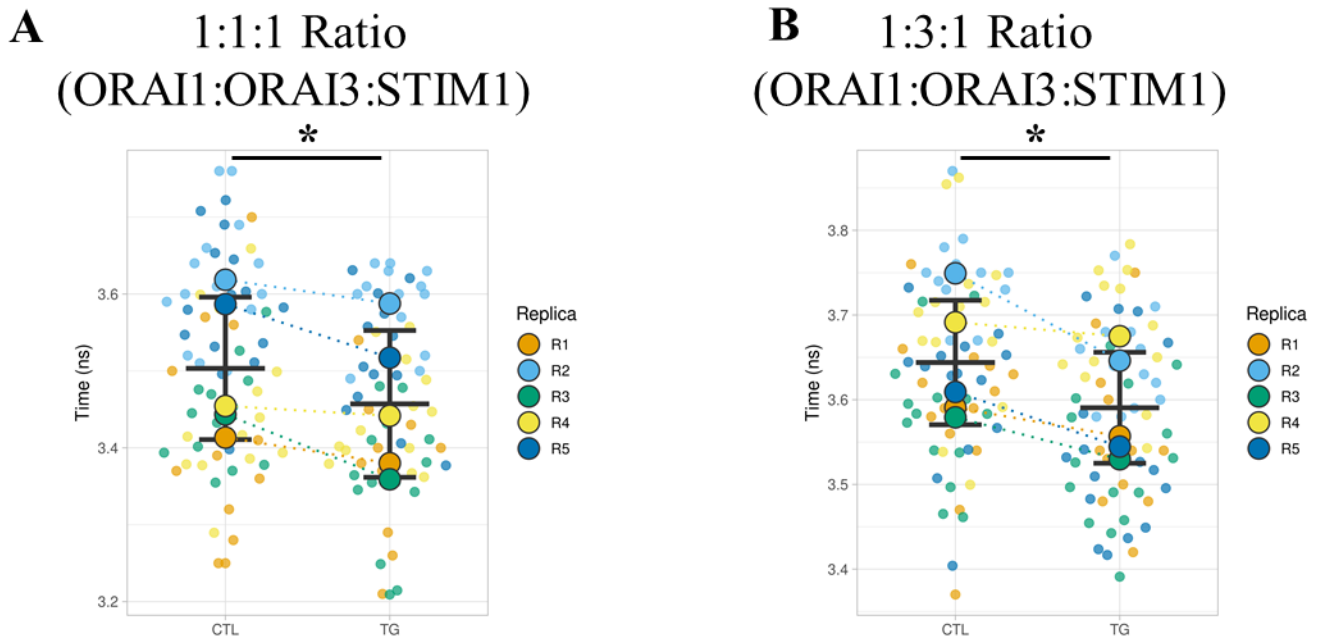 A
1:1:1 Ratio
(ORAI1:ORAI3:STIM1)
*
Time (ns)
3.6
3.4
3.2
CTL
TG
Replica
R1
R2
R3
R4
R5
B
1:3:1 Ratio
(ORAI1:ORAI3:STIM1)
*
Time (ns)
3.8
3.7
3.6
3.5
3.4
CTL
TG
Replica
R1
R2
R3
R4
R5